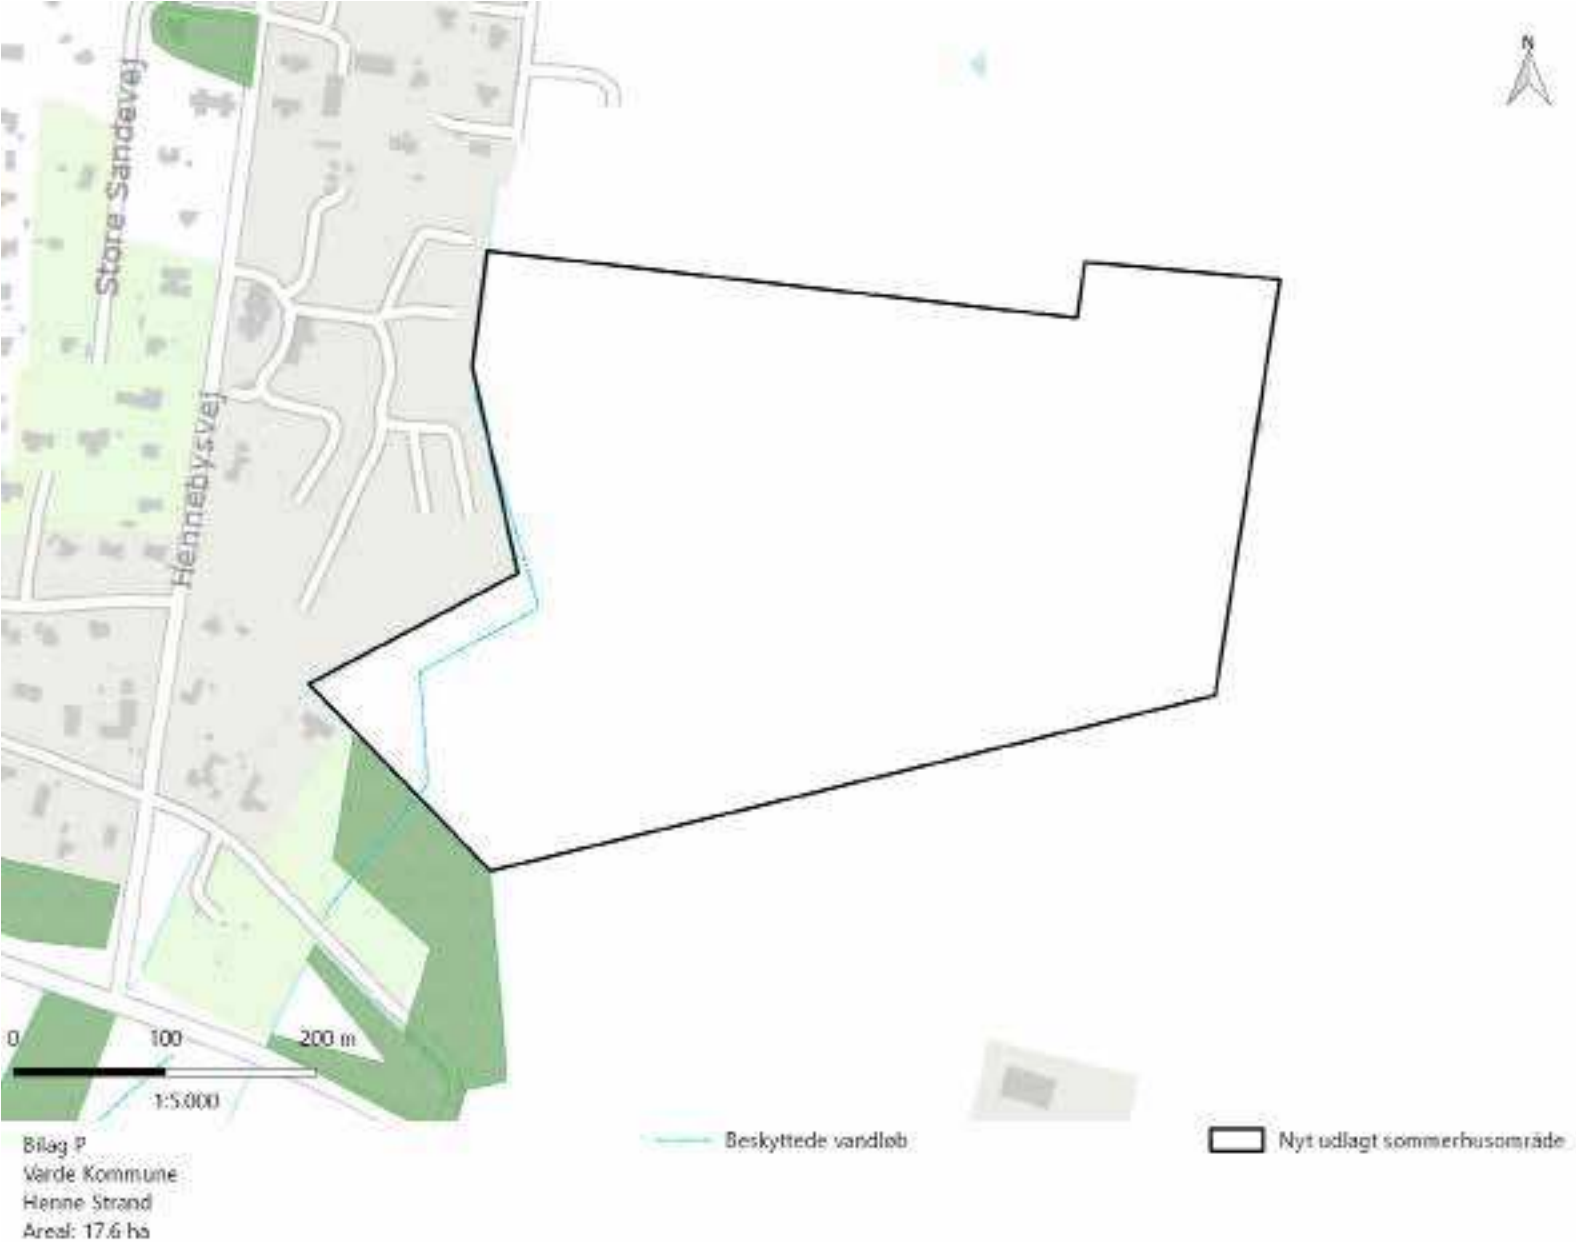 N
Store Sandevej
Hennebysvej
0 100 200 m
1:5.000
Bilag P
Varde Kommune
Henne Strand
Areal: 17.6 ha
Beskyttede vandløb
Nyt udlagt sommerhusområde